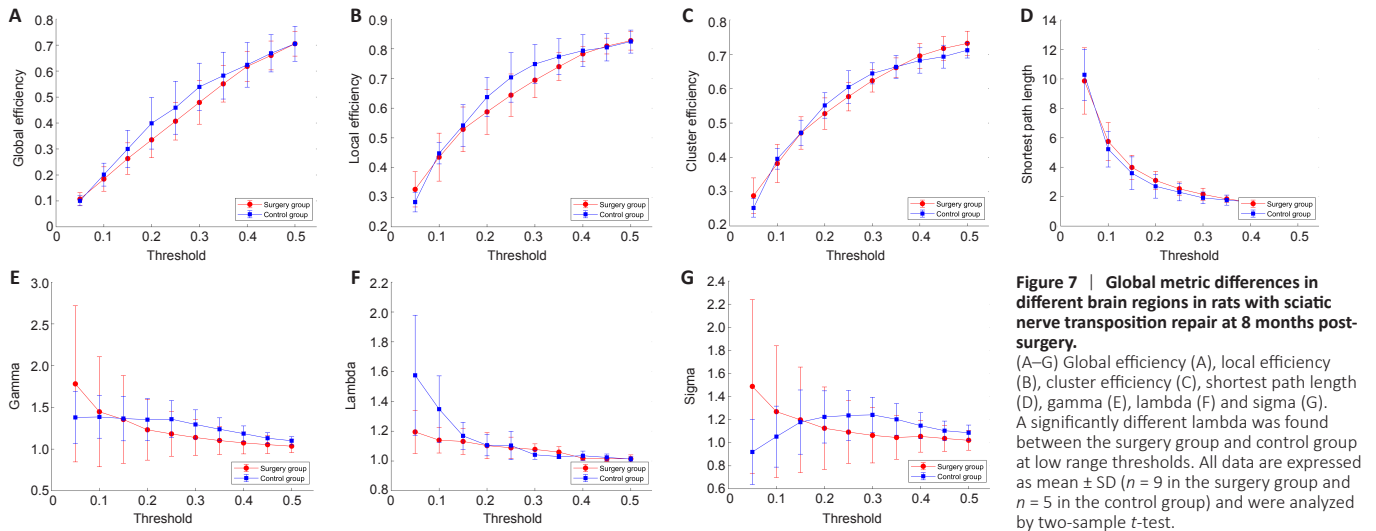 A
Global efficiency
0.8
0.7
0.6
0.5
0.4
0.3
0.2
0.1
0
0
0.1
0.2
0.3
0.4
0.5
Threshold
Surgery group
Control group
B
Local efficiency
0.9
0.8
0.7
0.6
0.5
0.4
0.3
0.2
0
0.1
0.2
0.3
0.4
0.5
Threshold
Surgery group
Control group
C
Cluster efficiency
0.8
0.7
0.6
0.5
0.4
0.3
0.2
0
0.1
0.2
0.3
0.4
0.5
Threshold
Surgery group
Control group
D
Shortest path length
14
12
10
8
6
4
2
0
0
0.1
0.2
0.3
0.4
0.5
Threshold
Surgery group
Control group
E
Gamma
3.0
2.5
2.0
1.5
1.0
0.5
0
0.1
0.2
0.3
0.4
0.5
Threshold
Surgery group
Control group
F
Lambda
2.2
2.0
1.8
1.6
1.4
1.2
1.0
0.8
0
0.1
0.2
0.3
0.4
0.5
Threshold
Surgery group
Control group
G
Sigma
2.4
2.2
2.0
1.8
1.6
1.4
1.2
1.0
0.8
0.6
0
0.1
0.2
0.3
0.4
0.5
Threshold
Surgery group
Control group
Figure 7 | Global metric differences in
different brain regions in rats with sciatic
nerve transposition repair at 8 months post-
surgery.
(A–G) Global efficiency (A), local efficiency
(B), cluster efficiency (C), shortest path length
(D), gamma (E), lambda (F) and sigma (G).
A significantly different lambda was found
between the surgery group and control group
at low range thresholds. All data are expressed
as mean ± SD (n = 9 in the surgery group and
n = 5 in the control group) and were analyzed
by two-sample t-test.